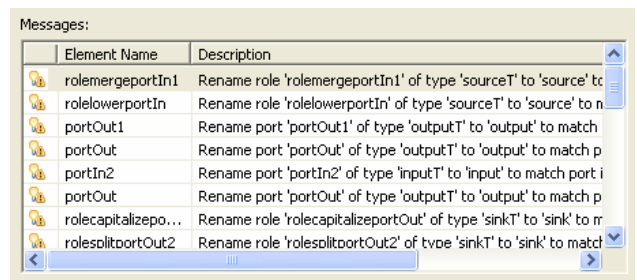 Messages:
Element Name Description
rolemergeportIn1 Rename role 'rolemergeportIn1' of type 'sourceT' to 'source' to
rolelowerportIn Rename role 'rolelowerportIn' of type 'sourceT' to 'source' to
portOut1 Rename port 'portOut1' of type 'outputT' to 'output' to match
portOut Rename port 'portOut' of type 'outputT' to 'output' to match p
portIn2 Rename port 'portIn2' of type 'inputT' to 'input' to match port i
portOut Rename port 'portOut' of type 'outputT' to 'output' to match p
rolecapitalizepo... Rename role 'rolecapitalizeportOut' of type 'sinkT' to 'sink' to m
rolesplitportOut2 Rename role 'rolesplitportOut2' of type 'sinkT' to 'sink' to match